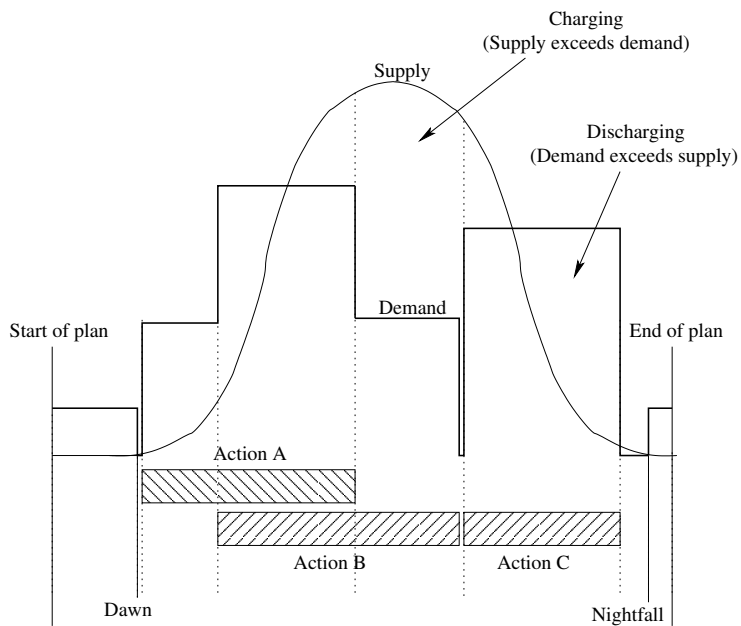 Charging
(Supply exceeds demand)
Supply
Discharging
(Demand exceeds supply)
Demand
Start of plan
End of plan
Action A
Action B
Action C
Dawn
Nightfall